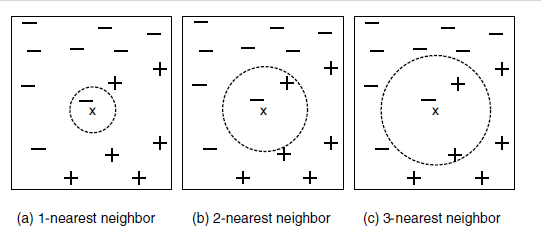 x x x
(a) 1-nearest neighbor (b) 2-nearest neighbor (c) 3-nearest neighbor